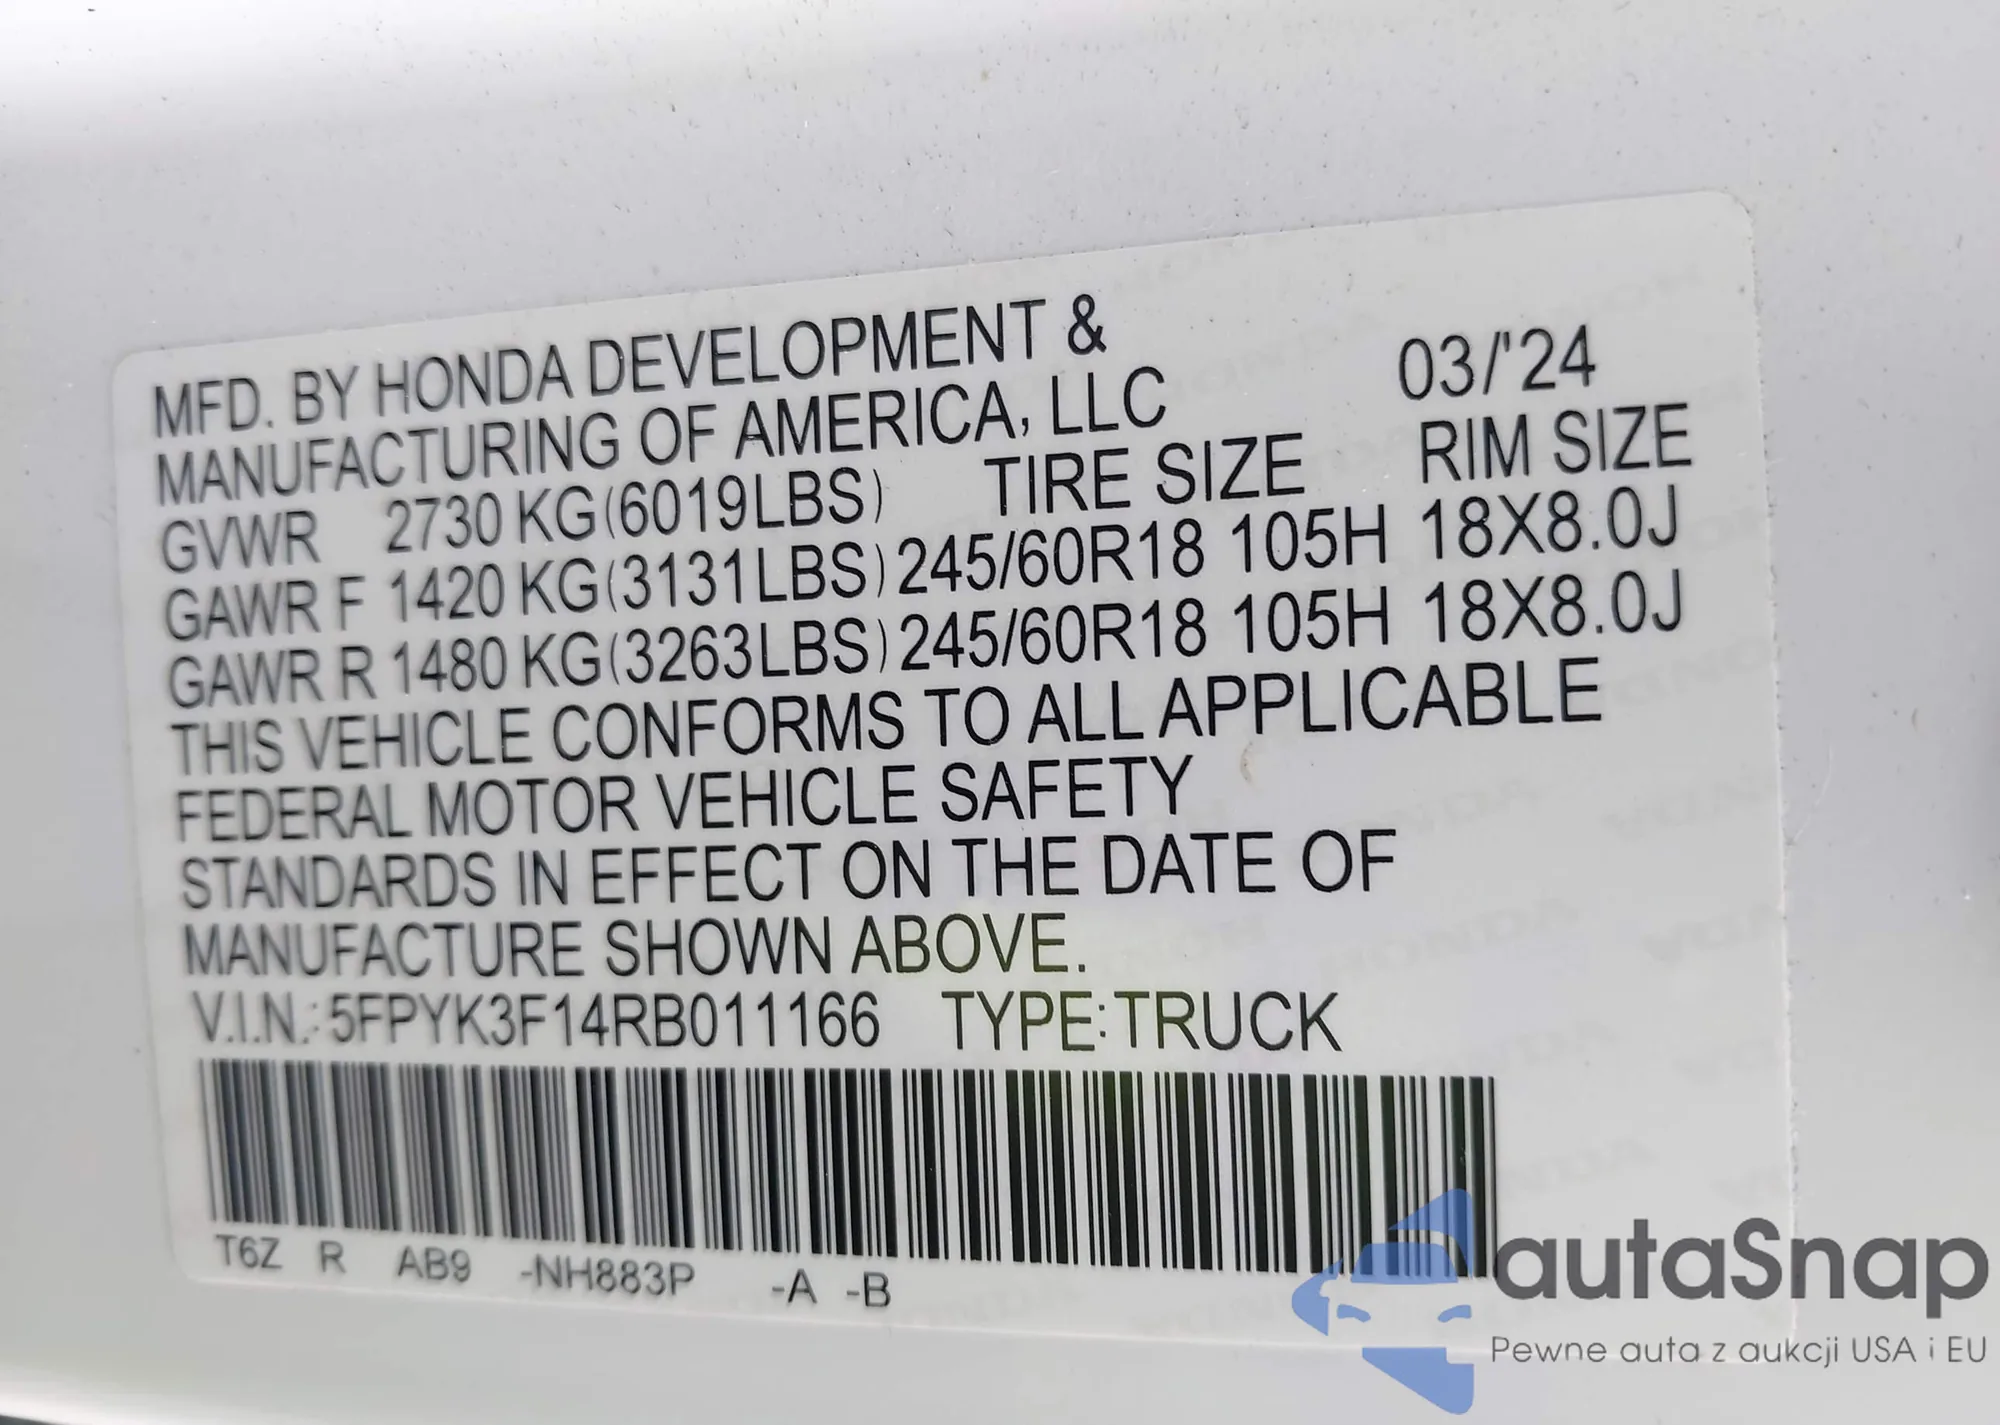 MFD. BY HONDA DEVELOPMENT &
MANUFACTURING OF AMERICA, LLC 03/'24
GVWR 2730 KG(6019LBS) TIRE SIZE RIM SIZE
GAWR F 1420 KG(3131LBS) 245/60R18 105H 18X8.0J
GAWR R 1480 KG(3263LBS) 245/60R18 105H 18X8.0J
THIS VEHICLE CONFORMS TO ALL APPLICABLE
FEDERAL MOTOR VEHICLE SAFETY
STANDARDS IN EFFECT ON THE DATE OF
MANUFACTURE SHOWN ABOVE.
V.I.N.: 5FPYK3F14RB011166 TYPE: TRUCK
T6Z R AB9 -NH883P -A -B
autaSnap
Pewne auta z aukcji USA i EU